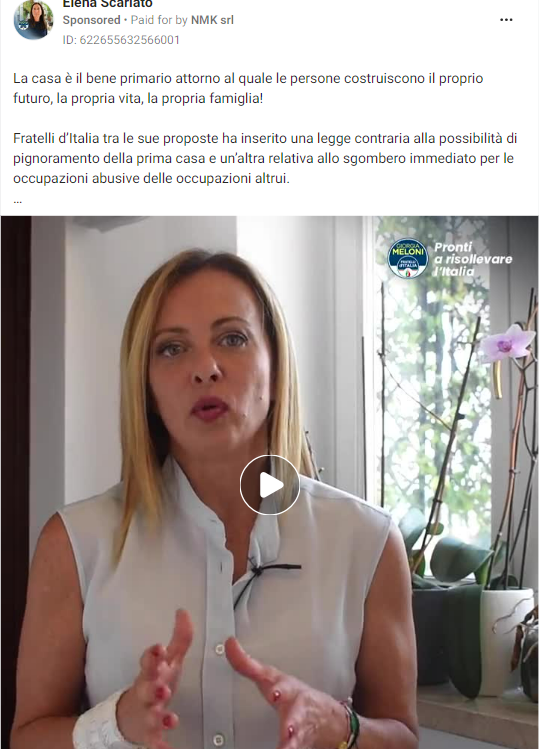 Elena Scarlato
Sponsored • Paid for by NMK srl
ID: 622655632566001
La casa è il bene primario attorno al quale le persone costruiscono il proprio
futuro, la propria vita, la propria famiglia!
Fratelli d'Italia tra le sue proposte ha inserito una legge contraria alla possibilità di
pignoramento della prima casa e un'altra relativa allo sgombero immediato per le
occupazioni abusive delle occupazioni altrui.
...
GIORGIA
MELONI
FRATELLI
d'ITALIA
Pronti
a risollevare
l'Italia